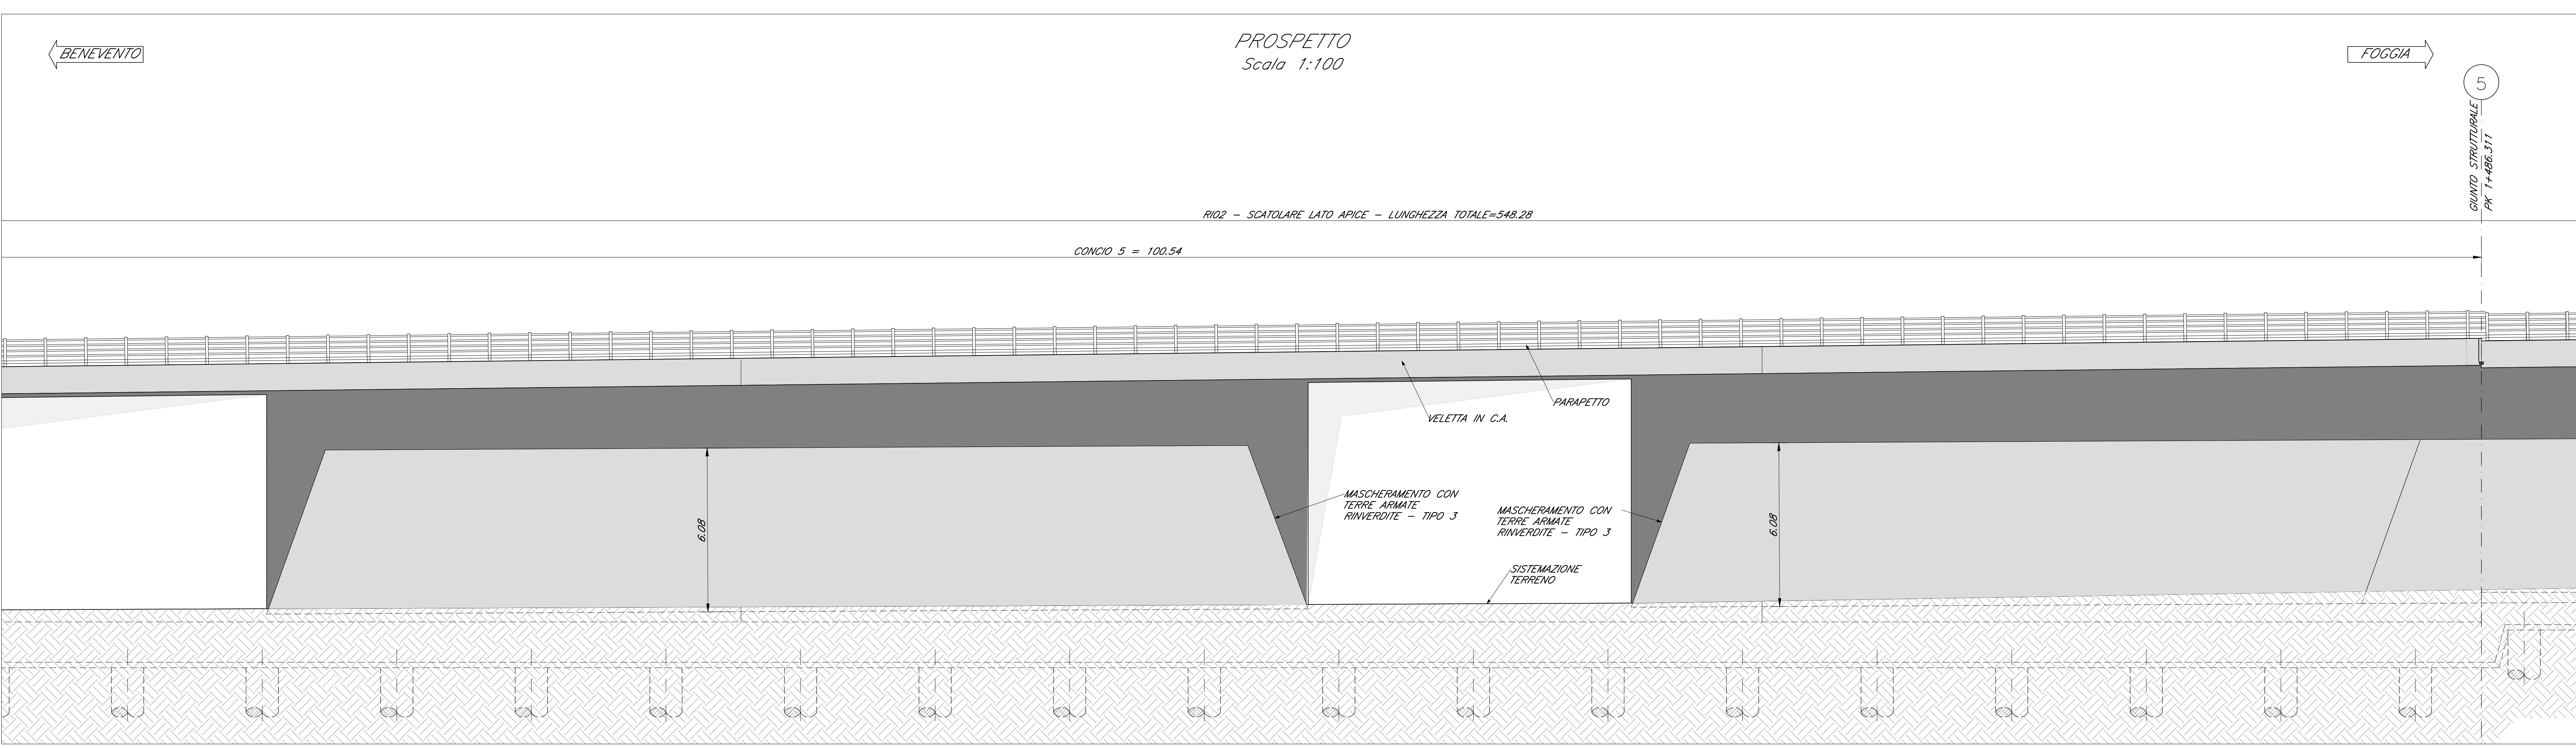 BENEVENTO
PROSPETTO
Scala 1:100
FOGGIA
5
GIUNTO STRUTTURALE
PK 1+486.311
RI02 – SCATOLARE LATO APICE – LUNGHEZZA TOTALE=548.28
CONCIO 5 = 100.54
PARAPETTO
VELETTA IN C.A.
MASCHERAMENTO CON
TERRE ARMATE
RINVERDITE – TIPO 3
MASCHERAMENTO CON
TERRE ARMATE
RINVERDITE – TIPO 3
6.08
6.08
SISTEMAZIONE
TERRENO